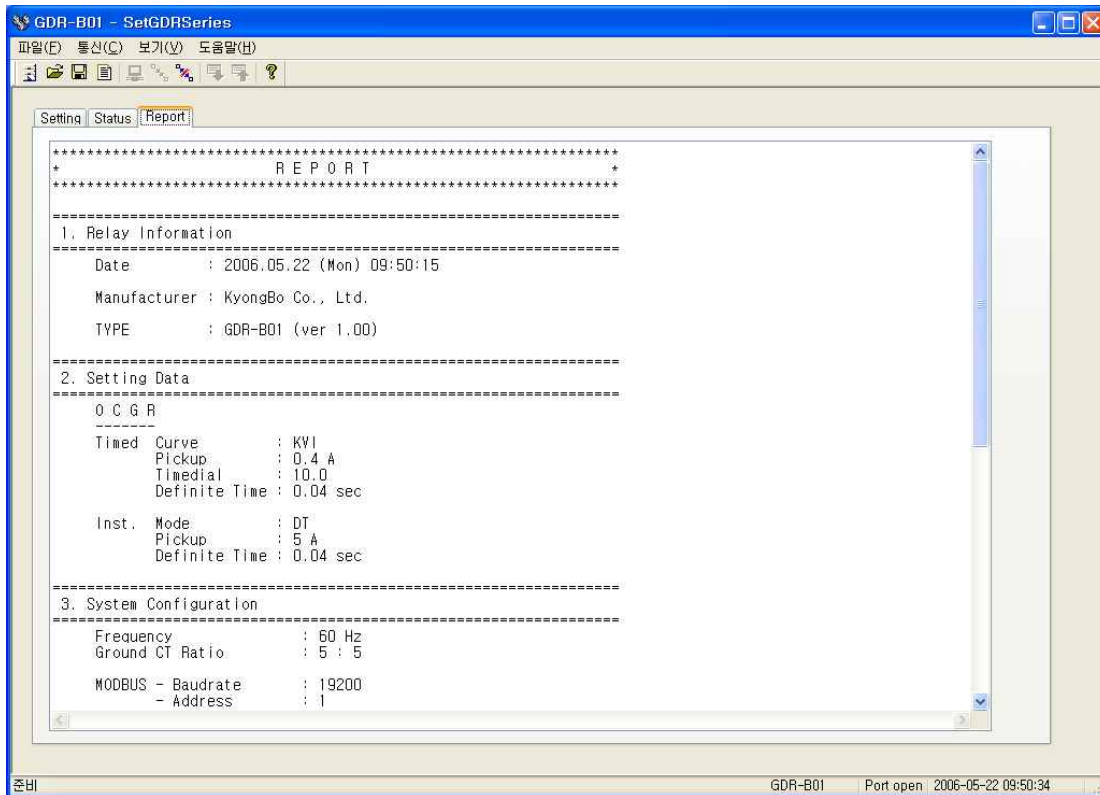 GDR-B01 - SetGDRSeries
파일(F) 통신(C) 보기(V) 도움말(H)
Setting Status Report
*******************************************************************
* R E P O R T *
*******************************************************************
===================================================================
1. Relay Information
===================================================================
Date : 2006.05.22 (Mon) 09:50:15
Manufacturer : KyongBo Co., Ltd.
TYPE : GDR-B01 (ver 1.00)
===================================================================
2. Setting Data
===================================================================
O C G R
-------
Timed Curve : KVI
Pickup : 0.4 A
Timedial : 10.0
Definite Time : 0.04 sec
Inst. Mode : DT
Pickup : 5 A
Definite Time : 0.04 sec
===================================================================
3. System Configuration
===================================================================
Frequency : 60 Hz
Ground CT Ratio : 5 : 5
MODBUS - Baudrate : 19200
- Address : 1
준비 GDR-B01 Port open 2006-05-22 09:50:34